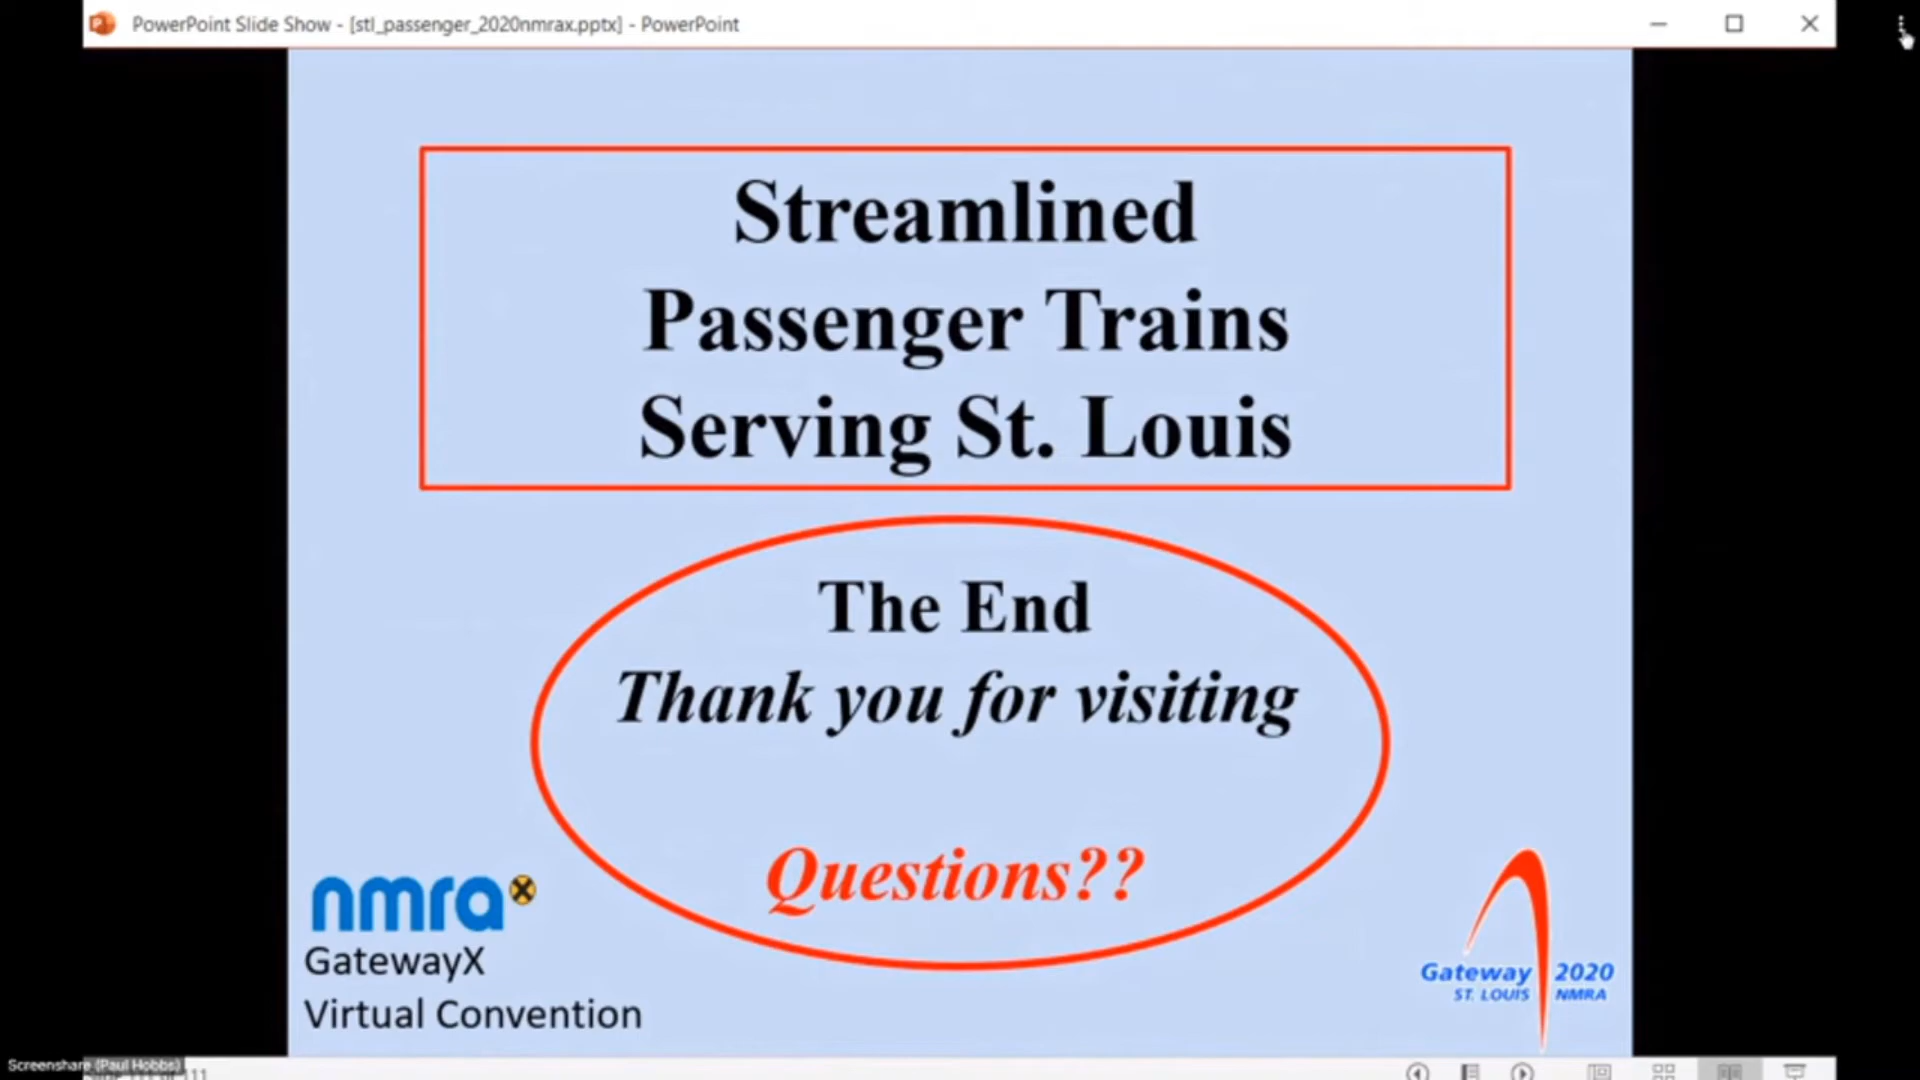 PowerPoint Slide Show - [stl_passenger_2020nmrax.pptx] - PowerPoint
Streamlined
Passenger Trains
Serving St. Louis
The End
Thank you for visiting
Questions??
nmra
GatewayX
Virtual Convention
Gateway 2020
ST. LOUIS NMRA
Screenshare (Paul Hobbs)